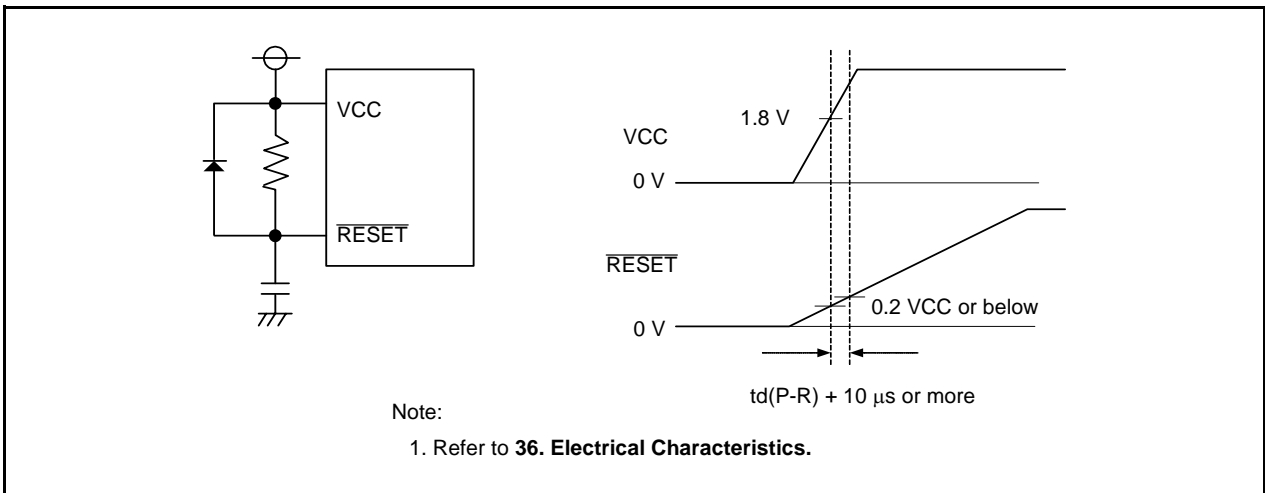 VCC
RESET
1.8 V
VCC
0 V
RESET
0.2 VCC or below
0 V
td(P-R) + 10 μs or more
Note:
1. Refer to 36. Electrical Characteristics.